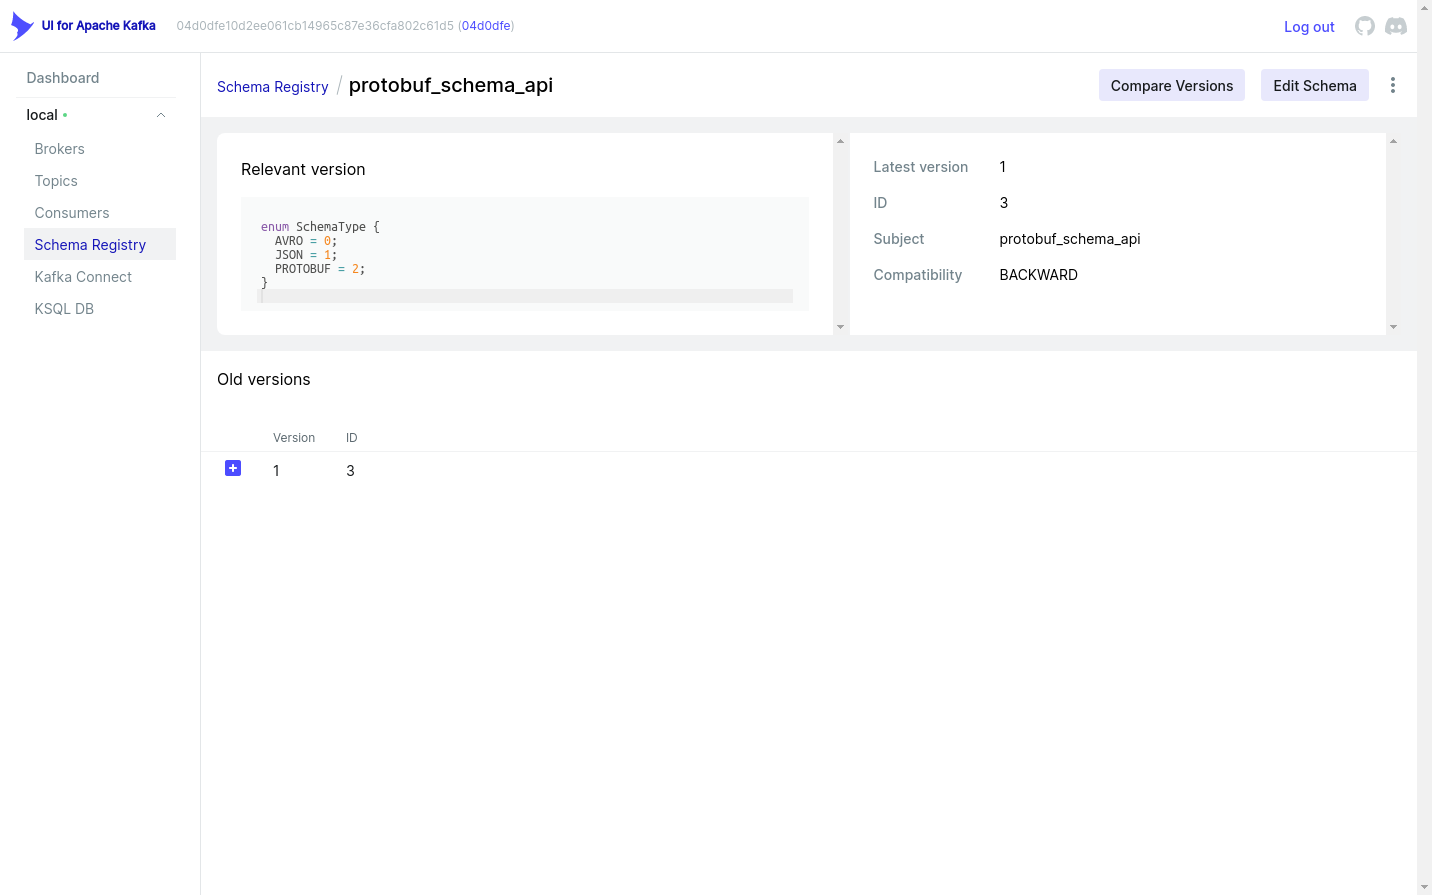 UI for Apache Kafka 04d0dfe10d2ee061cb14965c87e36cfa802c61d5 (04d0dfe) Log out
Dashboard
local
Brokers
Topics
Consumers
Schema Registry
Kafka Connect
KSQL DB
Schema Registry / protobuf_schema_api Compare Versions Edit Schema
Relevant version
enum SchemaType {
  AVRO = 0;
  JSON = 1;
  PROTOBUF = 2;
}
Latest version 1
ID 3
Subject protobuf_schema_api
Compatibility BACKWARD
Old versions
Version ID
1 3